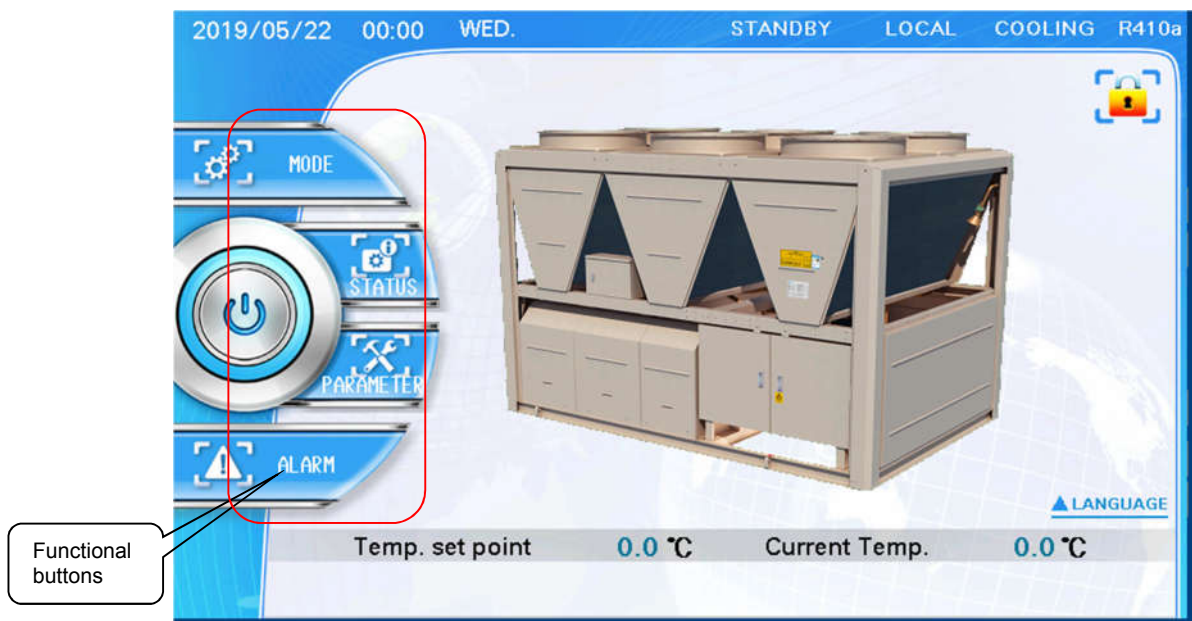 2019/05/22 00:00 WED. STANDBY LOCAL COOLING R410a
MODE
STATUS
PARAMETER
ALARM
▲LANGUAGE
Functional
buttons
Temp. set point 0.0 ℃ Current Temp. 0.0 ℃